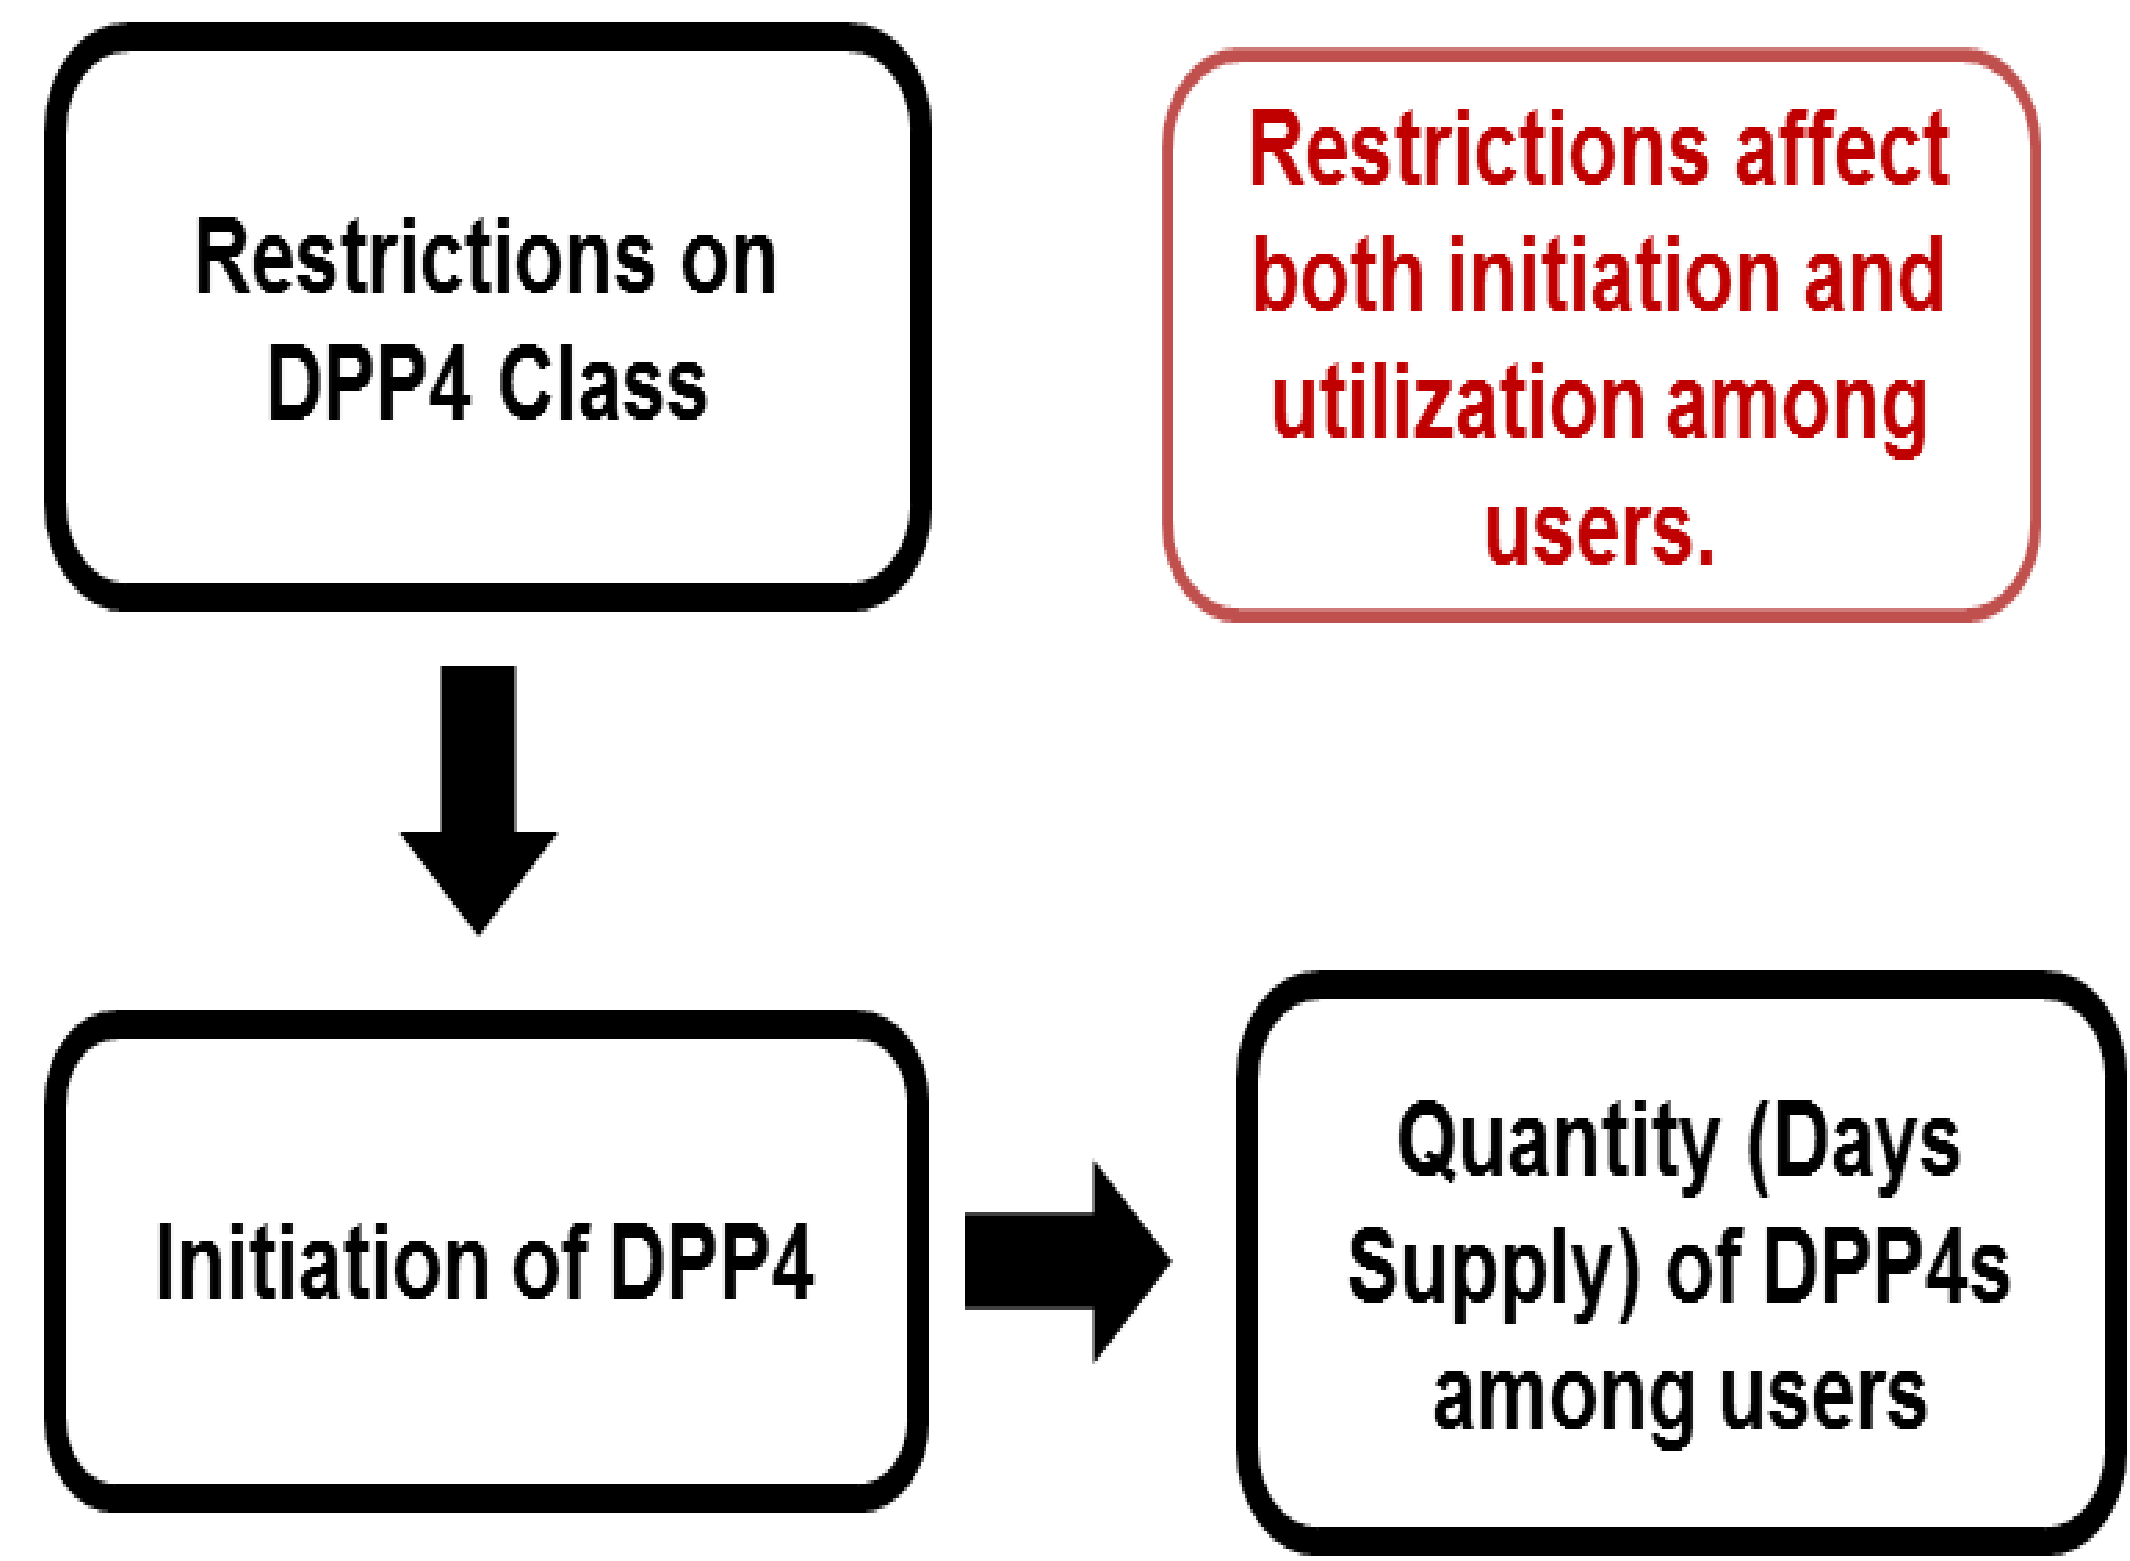 Restrictions on
DPP4 Class
Restrictions affect
both initiation and
utilization among
users.
Initiation of DPP4
Quantity (Days
Supply) of DPP4s
among users